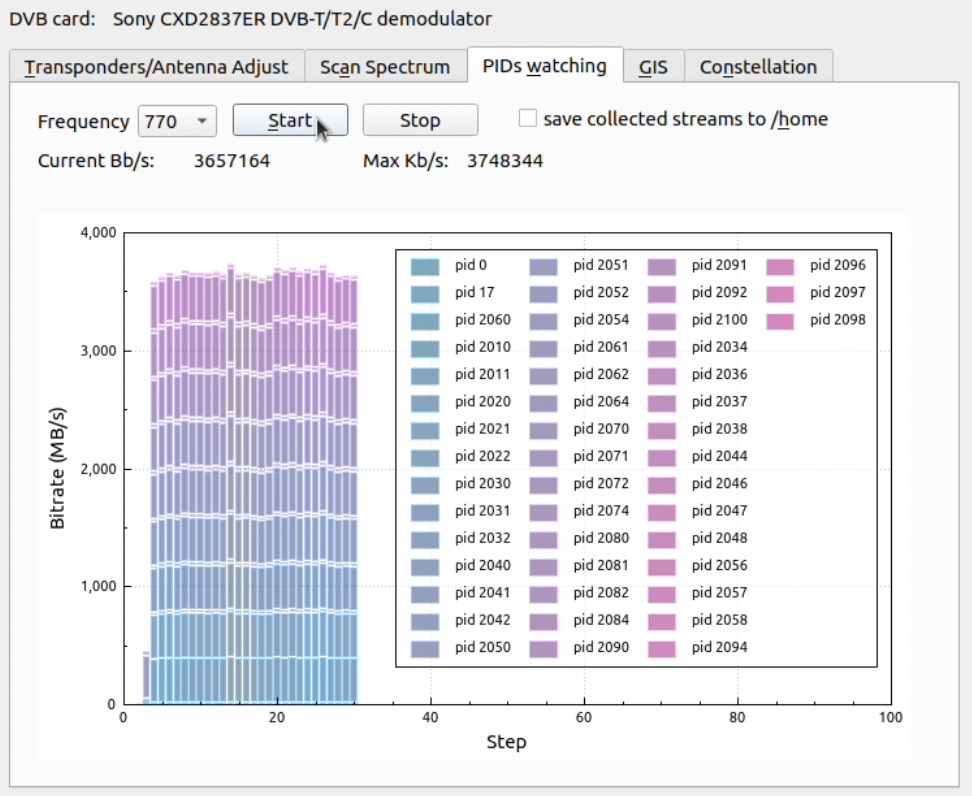 DVB card: Sony CXD2837ER DVB-T/T2/C demodulator
Transponders/Antenna Adjust Scan Spectrum PIDs watching GIS Constellation
Frequency 770 Start Stop save collected streams to /home
Current Bb/s: 3657164 Max Kb/s: 3748344
4,000
3,000
2,000
1,000
0
Bitrate (MB/s)
pid 0 pid 2051 pid 2091 pid 2096
pid 17 pid 2052 pid 2092 pid 2097
pid 2060 pid 2054 pid 2100 pid 2098
pid 2010 pid 2061 pid 2034
pid 2011 pid 2062 pid 2036
pid 2020 pid 2064 pid 2037
pid 2021 pid 2070 pid 2038
pid 2022 pid 2071 pid 2044
pid 2030 pid 2072 pid 2046
pid 2031 pid 2074 pid 2047
pid 2032 pid 2080 pid 2048
pid 2040 pid 2081 pid 2056
pid 2041 pid 2082 pid 2057
pid 2042 pid 2084 pid 2058
pid 2050 pid 2090 pid 2094
0 20 40 60 80 100
Step